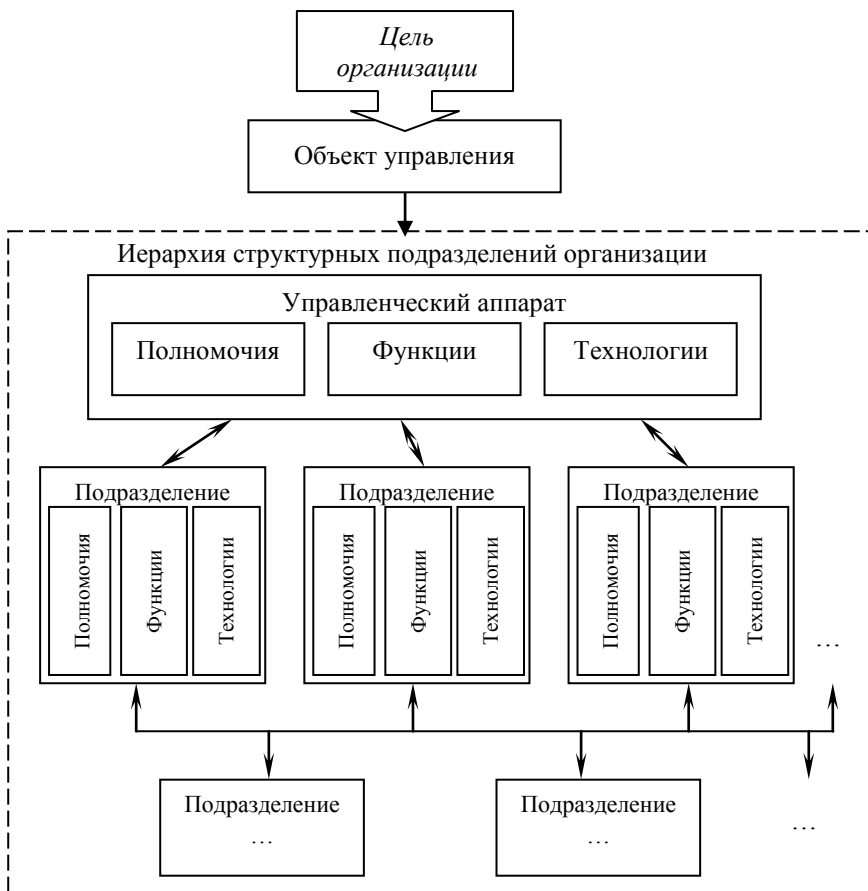 Цель
организации
Объект управления
Иерархия структурных подразделений организации
Управленческий аппарат
Полномочия
Функции
Технологии
Подразделение
Полномочия
Функции
Технологии
Подразделение
Полномочия
Функции
Технологии
Подразделение
Полномочия
Функции
Технологии
…
Подразделение
…
Подразделение
…
…